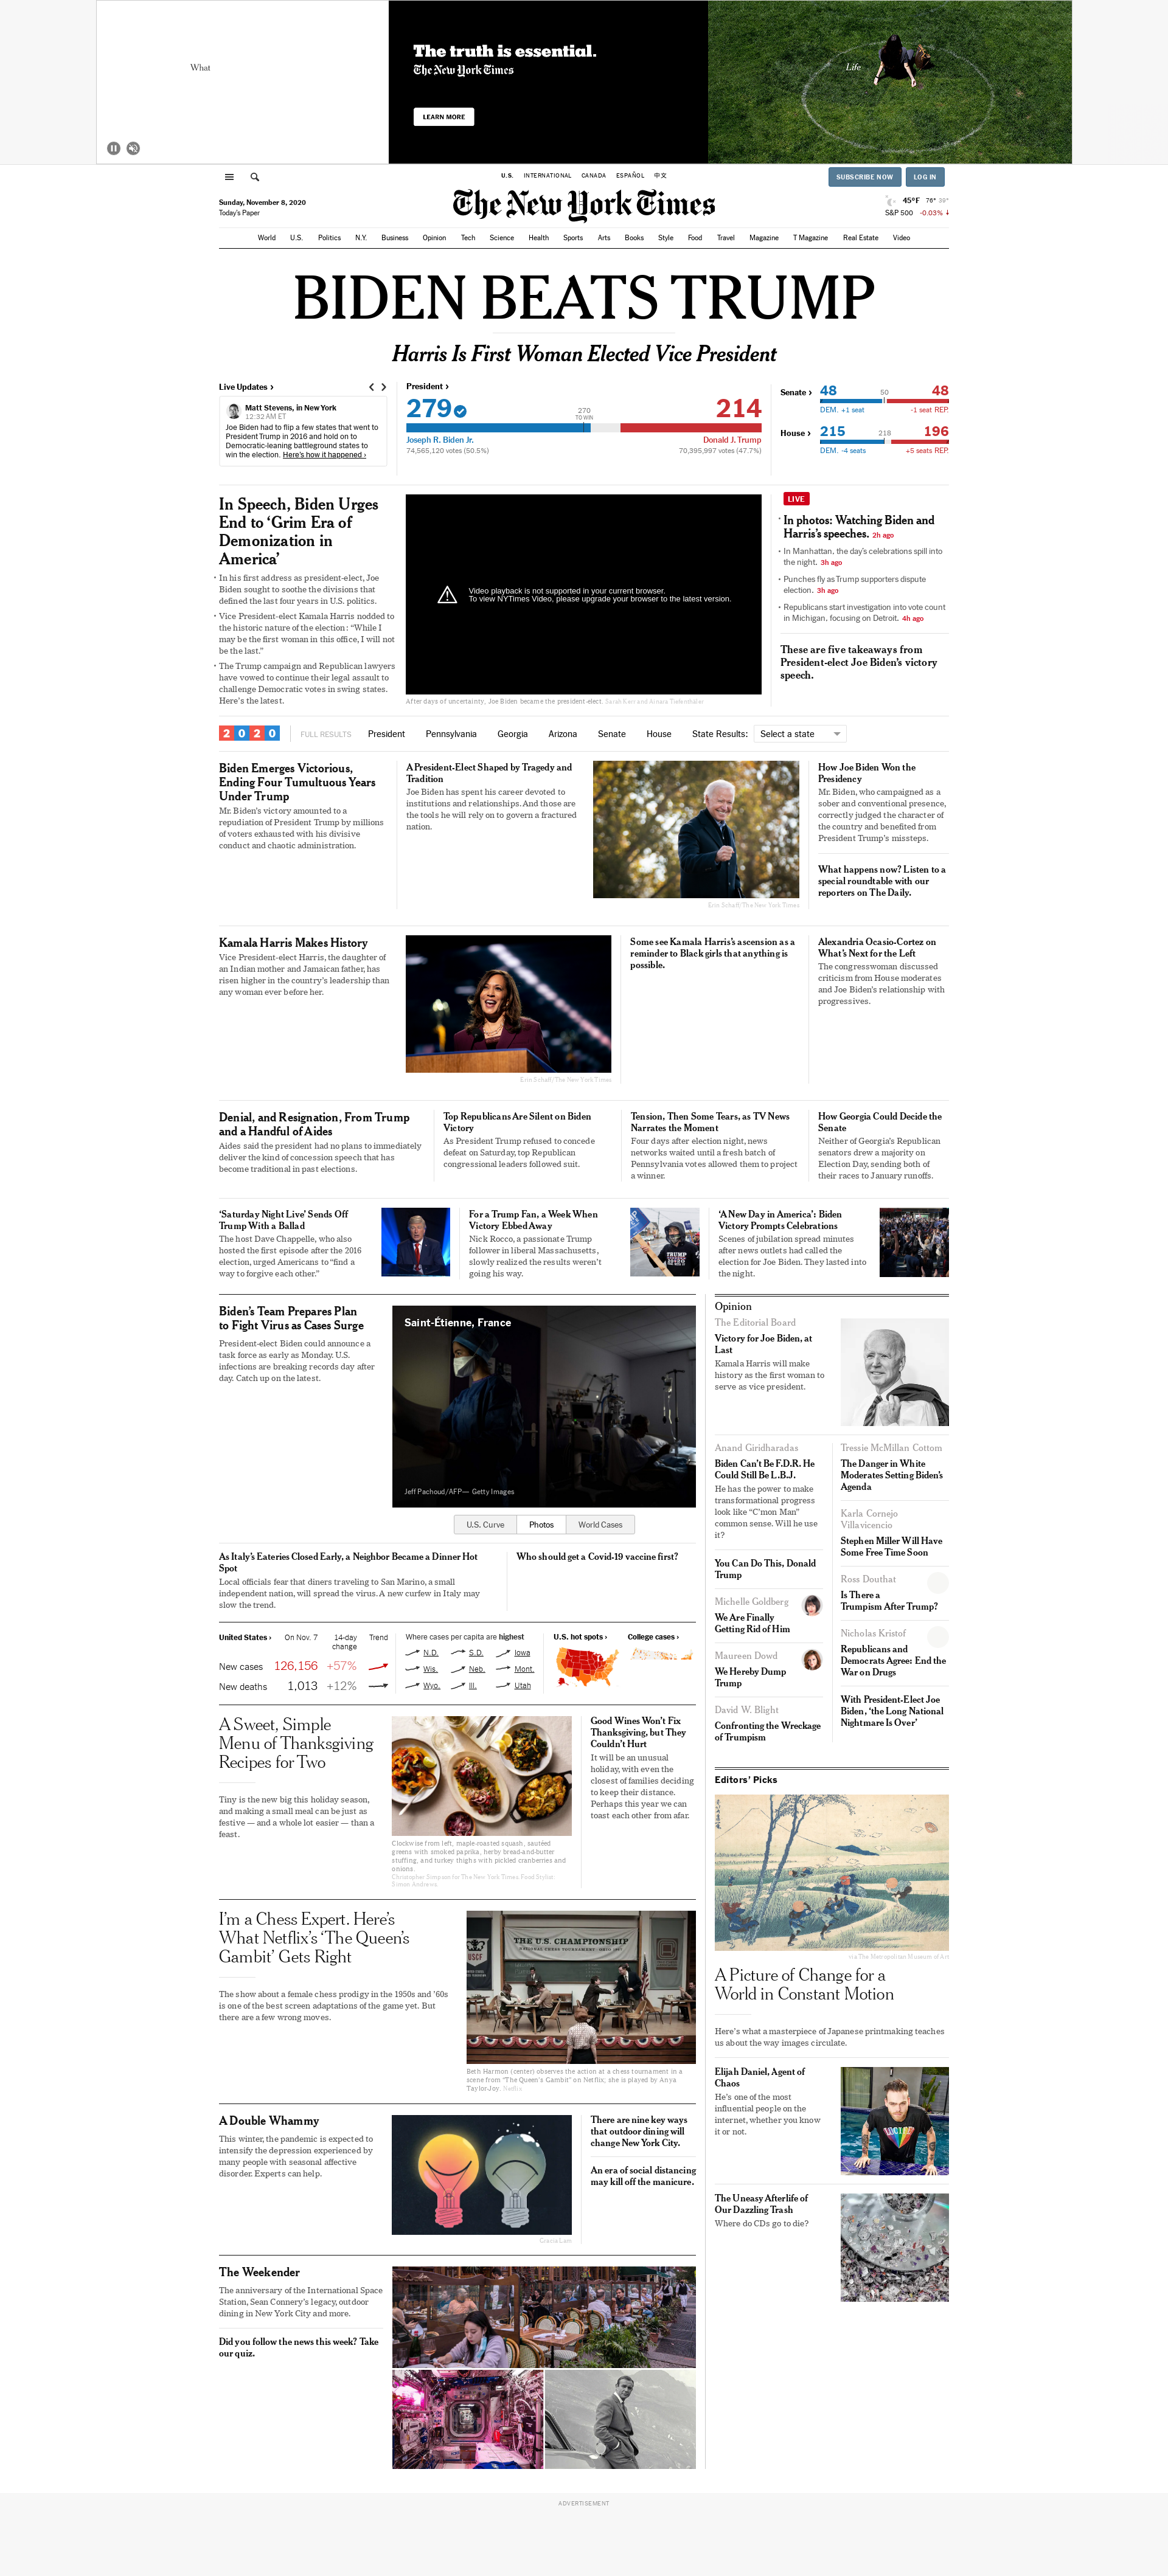 What
The truth is essential.
The New York Times
LEARN MORE
Life
U.S. INTERNATIONAL CANADA ESPAÑOL 中文
SUBSCRIBE NOW LOG IN
Sunday, November 8, 2020
Today's Paper
The New York Times
45°F 76° 39°
S&P 500 -0.03% ↓
World U.S. Politics N.Y. Business Opinion Tech Science Health Sports Arts Books Style Food Travel Magazine T Magazine Real Estate Video
BIDEN BEATS TRUMP
Harris Is First Woman Elected Vice President
Live Updates ›
Matt Stevens, in New York
12:32 AM ET
Joe Biden had to flip a few states that went to
President Trump in 2016 and hold on to
Democratic-leaning battleground states to
win the election. Here's how it happened ›
President ›
279 270 214
TO WIN
Joseph R. Biden Jr. Donald J. Trump
74,565,120 votes (50.5%) 70,395,997 votes (47.7%)
Senate › 48 50 48
DEM. +1 seat -1 seat REP.
House › 215 218 196
DEM. -4 seats +5 seats REP.
In Speech, Biden Urges
End to ‘Grim Era of
Demonization in
America’
• In his first address as president-elect, Joe
Biden sought to soothe the divisions that
defined the last four years in U.S. politics.
• Vice President-elect Kamala Harris nodded to
the historic nature of the election: “While I
may be the first woman in this office, I will not
be the last.”
• The Trump campaign and Republican lawyers
have vowed to continue their legal assault to
challenge Democratic votes in swing states.
Here's the latest.
Video playback is not supported in your current browser.
To view NYTimes Video, please upgrade your browser to the latest version.
After days of uncertainty, Joe Biden became the president-elect. Sarah Kerr and Ainara Tiefenthäler
LIVE
• In photos: Watching Biden and
Harris’s speeches. 2h ago
• In Manhattan, the day’s celebrations spill into
the night. 3h ago
• Punches fly as Trump supporters dispute
election. 3h ago
• Republicans start investigation into vote count
in Michigan, focusing on Detroit. 4h ago
These are five takeaways from
President-elect Joe Biden’s victory
speech.
2020 FULL RESULTS President Pennsylvania Georgia Arizona Senate House State Results: Select a state
Biden Emerges Victorious,
Ending Four Tumultuous Years
Under Trump
Mr. Biden’s victory amounted to a
repudiation of President Trump by millions
of voters exhausted with his divisive
conduct and chaotic administration.
A President-Elect Shaped by Tragedy and
Tradition
Joe Biden has spent his career devoted to
institutions and relationships. And those are
the tools he will rely on to govern a fractured
nation.
Erin Schaff/The New York Times
How Joe Biden Won the
Presidency
Mr. Biden, who campaigned as a
sober and conventional presence,
correctly judged the character of
the country and benefited from
President Trump’s missteps.
What happens now? Listen to a
special roundtable with our
reporters on The Daily.
Kamala Harris Makes History
Vice President-elect Harris, the daughter of
an Indian mother and Jamaican father, has
risen higher in the country’s leadership than
any woman ever before her.
Erin Schaff/The New York Times
Some see Kamala Harris’s ascension as a
reminder to Black girls that anything is
possible.
Alexandria Ocasio-Cortez on
What’s Next for the Left
The congresswoman discussed
criticism from House moderates
and Joe Biden’s relationship with
progressives.
Denial, and Resignation, From Trump
and a Handful of Aides
Aides said the president had no plans to immediately
deliver the kind of concession speech that has
become traditional in past elections.
Top Republicans Are Silent on Biden
Victory
As President Trump refused to concede
defeat on Saturday, top Republican
congressional leaders followed suit.
Tension, Then Some Tears, as TV News
Narrates the Moment
Four days after election night, news
networks waited until a fresh batch of
Pennsylvania votes allowed them to project
a winner.
How Georgia Could Decide the
Senate
Neither of Georgia’s Republican
senators drew a majority on
Election Day, sending both of
their races to January runoffs.
‘Saturday Night Live’ Sends Off
Trump With a Ballad
The host Dave Chappelle, who also
hosted the first episode after the 2016
election, urged Americans to “find a
way to forgive each other.”
For a Trump Fan, a Week When
Victory Ebbed Away
Nick Rocco, a passionate Trump
follower in liberal Massachusetts,
slowly realized the results weren’t
going his way.
‘A New Day in America’: Biden
Victory Prompts Celebrations
Scenes of jubilation spread minutes
after news outlets had called the
election for Joe Biden. They lasted into
the night.
Biden’s Team Prepares Plan
to Fight Virus as Cases Surge
President-elect Biden could announce a
task force as early as Monday. U.S.
infections are breaking records day after
day. Catch up on the latest.
Saint-Étienne, France
Jeff Pachoud/AFP— Getty Images
U.S. Curve Photos World Cases
As Italy’s Eateries Closed Early, a Neighbor Became a Dinner Hot
Spot
Local officials fear that diners traveling to San Marino, a small
independent nation, will spread the virus. A new curfew in Italy may
slow the trend.
Who should get a Covid-19 vaccine first?
United States › On Nov. 7 14-day
change Trend
New cases 126,156 +57%
New deaths 1,013 +12%
Where cases per capita are highest
N.D. S.D. Iowa
Wis. Neb. Mont.
Wyo. Ill. Utah
U.S. hot spots › College cases ›
A Sweet, Simple
Menu of Thanksgiving
Recipes for Two
Tiny is the new big this holiday season,
and making a small meal can be just as
festive — and a whole lot easier — than a
feast.
Clockwise from left, maple-roasted squash, sautéed
greens with smoked paprika, herby bread-and-butter
stuffing, and turkey thighs with pickled cranberries and
onions.
Christopher Simpson for The New York Times. Food Stylist:
Simon Andrews
Good Wines Won’t Fix
Thanksgiving, but They
Couldn’t Hurt
It will be an unusual
holiday, with even the
closest of families deciding
to keep their distance.
Perhaps this year we can
toast each other from afar.
I’m a Chess Expert. Here’s
What Netflix’s ‘The Queen’s
Gambit’ Gets Right
The show about a female chess prodigy in the 1950s and ’60s
is one of the best screen adaptations of the game yet. But
there are a few wrong moves.
USCF
THE U.S. CHAMPIONSHIP
Beth Harmon (center) observes the action at a chess tournament in a
scene from “The Queen’s Gambit” on Netflix; she is played by Anya
Taylor-Joy. Netflix
A Double Whammy
This winter, the pandemic is expected to
intensify the depression experienced by
many people with seasonal affective
disorder. Experts can help.
Gracia Lam
There are nine key ways
that outdoor dining will
change New York City.
An era of social distancing
may kill off the manicure.
The Weekender
The anniversary of the International Space
Station, Sean Connery’s legacy, outdoor
dining in New York City and more.
Did you follow the news this week? Take
our quiz.
Opinion
The Editorial Board
Victory for Joe Biden, at
Last
Kamala Harris will make
history as the first woman to
serve as vice president.
Anand Giridharadas
Biden Can’t Be F.D.R. He
Could Still Be L.B.J.
He has the power to make
transformational progress
look like “C’mon Man”
common sense. Will he use
it?
You Can Do This, Donald
Trump
Michelle Goldberg
We Are Finally
Getting Rid of Him
Maureen Dowd
We Hereby Dump
Trump
David W. Blight
Confronting the Wreckage
of Trumpism
Tressie McMillan Cottom
The Danger in White
Moderates Setting Biden’s
Agenda
Karla Cornejo
Villavicencio
Stephen Miller Will Have
Some Free Time Soon
Ross Douthat
Is There a
Trumpism After Trump?
Nicholas Kristof
Republicans and
Democrats Agree: End the
War on Drugs
With President-Elect Joe
Biden, ‘the Long National
Nightmare Is Over’
Editors’ Picks
via The Metropolitan Museum of Art
A Picture of Change for a
World in Constant Motion
Here’s what a masterpiece of Japanese printmaking teaches
us about the way images circulate.
Elijah Daniel, Agent of
Chaos
He’s one of the most
influential people on the
internet, whether you know
it or not.
The Uneasy Afterlife of
Our Dazzling Trash
Where do CDs go to die?
ADVERTISEMENT